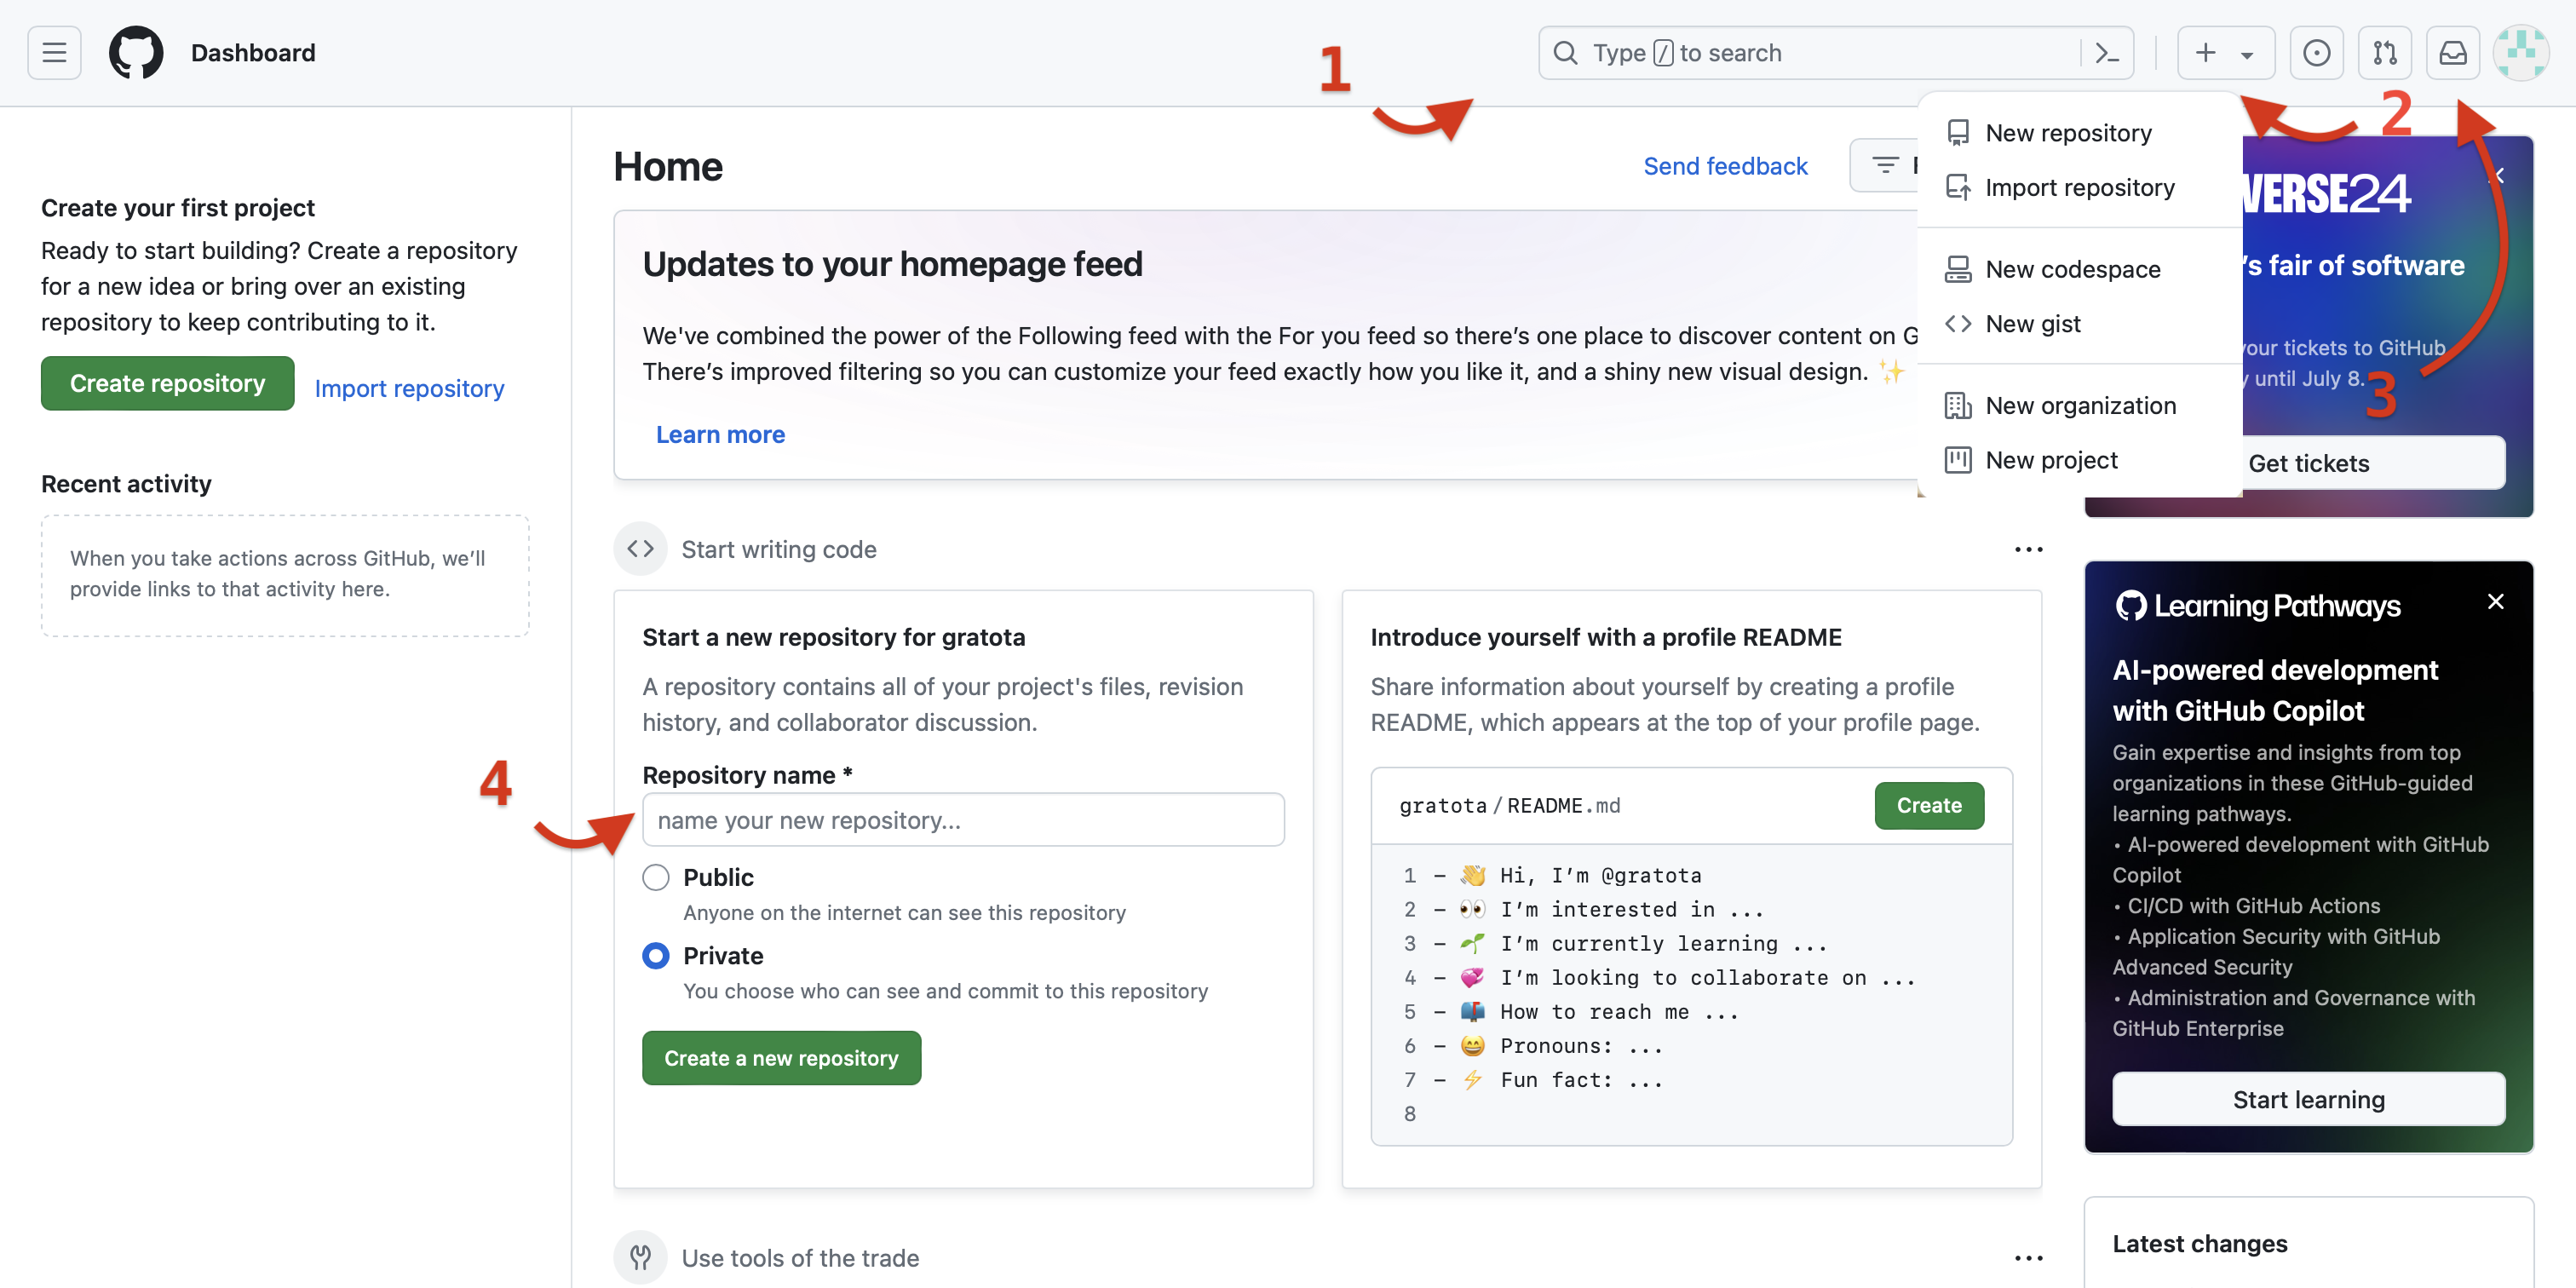 Dashboard
Type / to search
1
2
3
4
Create your first project
Ready to start building? Create a repository
for a new idea or bring over an existing
repository to keep contributing to it.
Create repository
Import repository
Recent activity
When you take actions across GitHub, we’ll
provide links to that activity here.
Home
Send feedback
Updates to your homepage feed
We've combined the power of the Following feed with the For you feed so there’s one place to discover content on G
There’s improved filtering so you can customize your feed exactly how you like it, and a shiny new visual design. ✨
Learn more
New repository
Import repository
New codespace
New gist
New organization
New project
VERSE24
’s fair of software
your tickets to GitHub
until July 8.
Get tickets
Start writing code
Start a new repository for gratota
A repository contains all of your project's files, revision
history, and collaborator discussion.
Repository name *
name your new repository...
Public
Anyone on the internet can see this repository
Private
You choose who can see and commit to this repository
Create a new repository
Introduce yourself with a profile README
Share information about yourself by creating a profile
README, which appears at the top of your profile page.
gratota/README.md
Create
1 - 👋 Hi, I’m @gratota
2 - 👀 I’m interested in ...
3 - 🌱 I’m currently learning ...
4 - 💞️ I’m looking to collaborate on ...
5 - 📫 How to reach me ...
6 - 😄 Pronouns: ...
7 - ⚡ Fun fact: ...
8
Learning Pathways
AI-powered development
with GitHub Copilot
Gain expertise and insights from top
organizations in these GitHub-guided
learning pathways.
• AI-powered development with GitHub
Copilot
• CI/CD with GitHub Actions
• Application Security with GitHub
Advanced Security
• Administration and Governance with
GitHub Enterprise
Start learning
Use tools of the trade
Latest changes